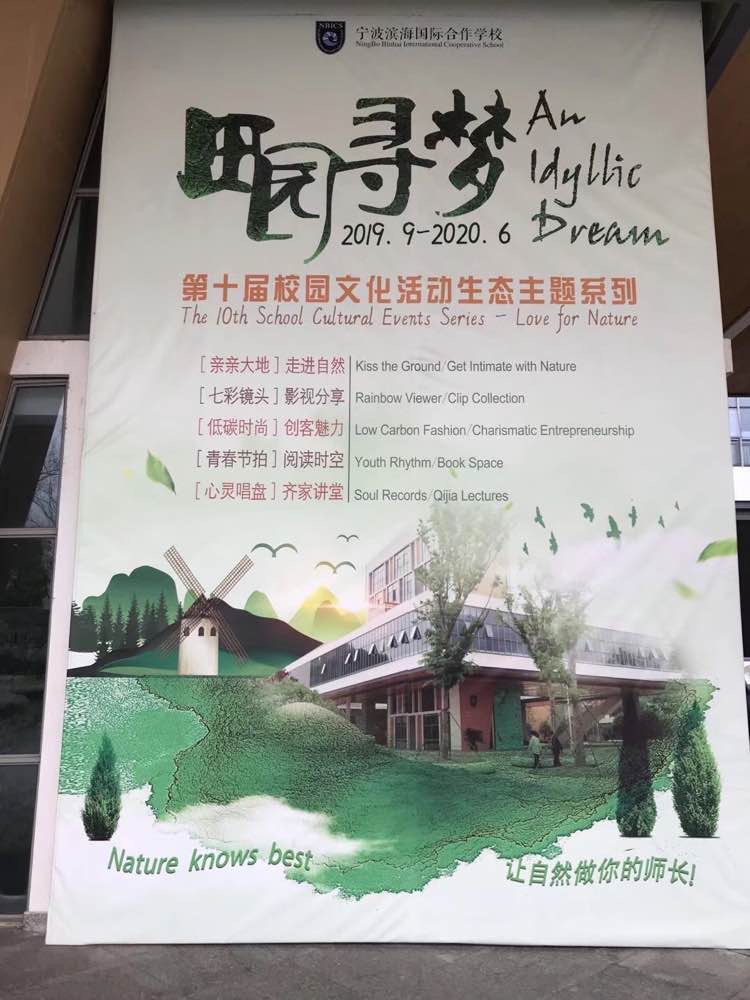 NBICS
宁波滨海国际合作学校
NingBo Binhai International Cooperative School
田园寻梦
An
Idyllic
Dream
2019. 9-2020. 6
第十届校园文化活动生态主题系列
The 10th School Cultural Events Series - Love for Nature
[亲亲大地]走进自然 Kiss the Ground/Get Intimate with Nature
[七彩镜头]影视分享 Rainbow Viewer/Clip Collection
[低碳时尚]创客魅力 Low Carbon Fashion/Charismatic Entrepreneurship
[青春节拍]阅读时空 Youth Rhythm/Book Space
[心灵唱盘]齐家讲堂 Soul Records/Qijia Lectures
Nature knows best
让自然做你的师长!